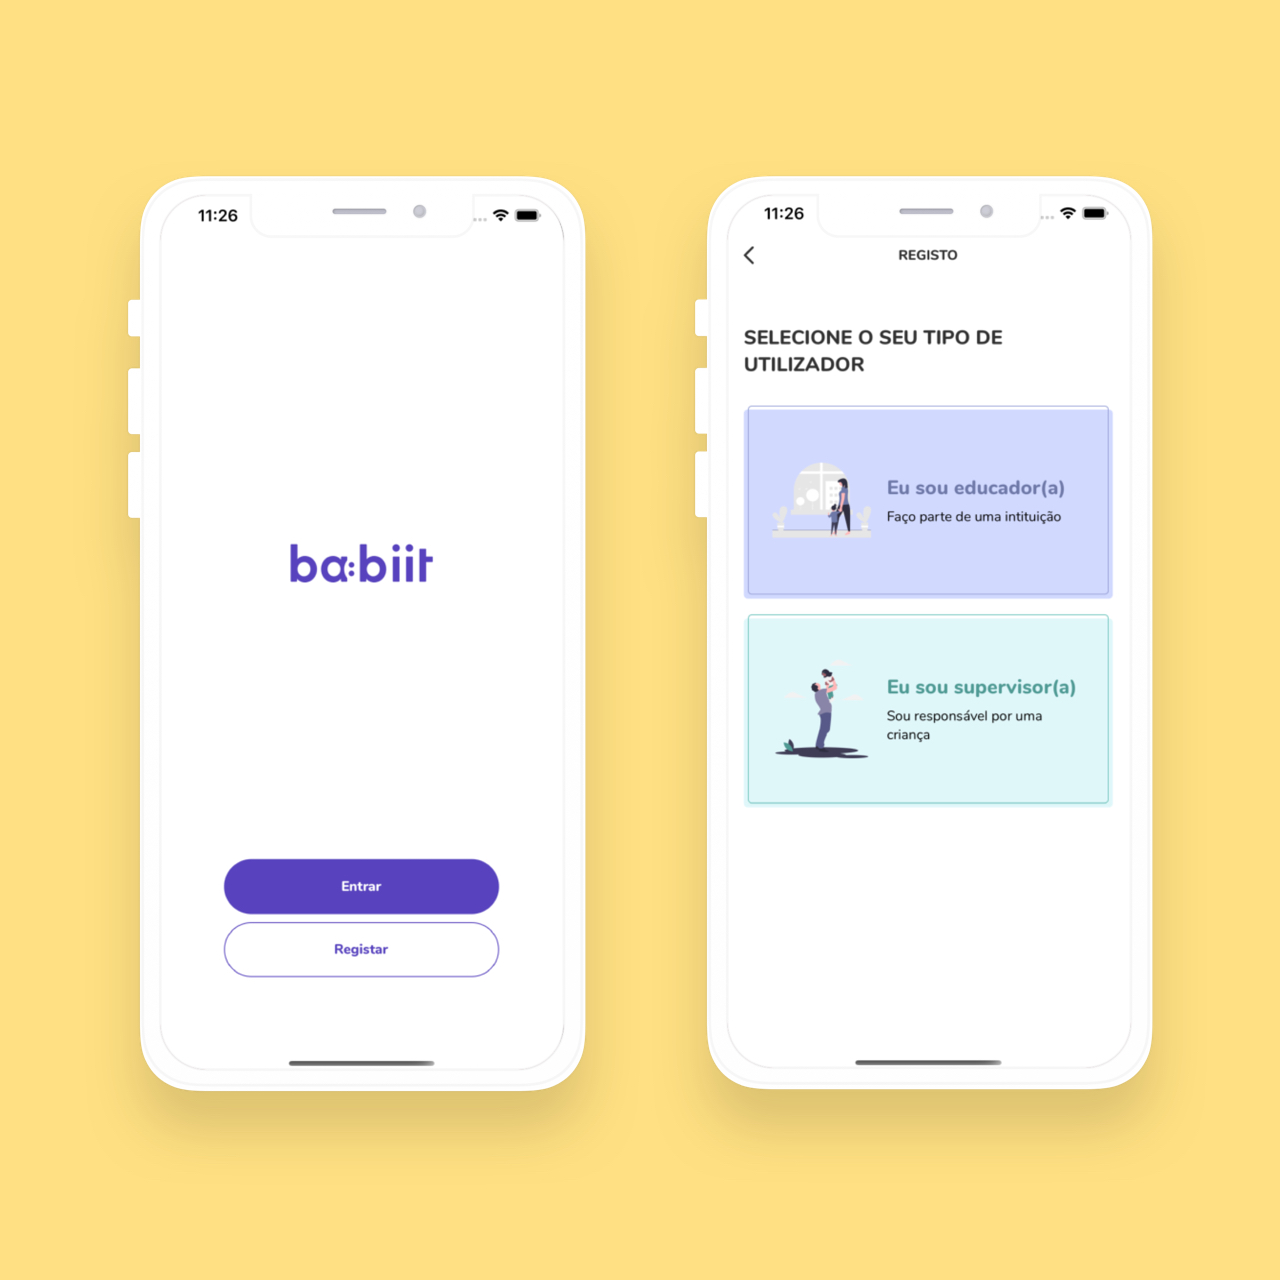 11:26
ba:biit
Entrar
Registar
11:26
REGISTO
SELECIONE O SEU TIPO DE
UTILIZADOR
Eu sou educador(a)
Faço parte de uma intituição
Eu sou supervisor(a)
Sou responsável por uma
criança